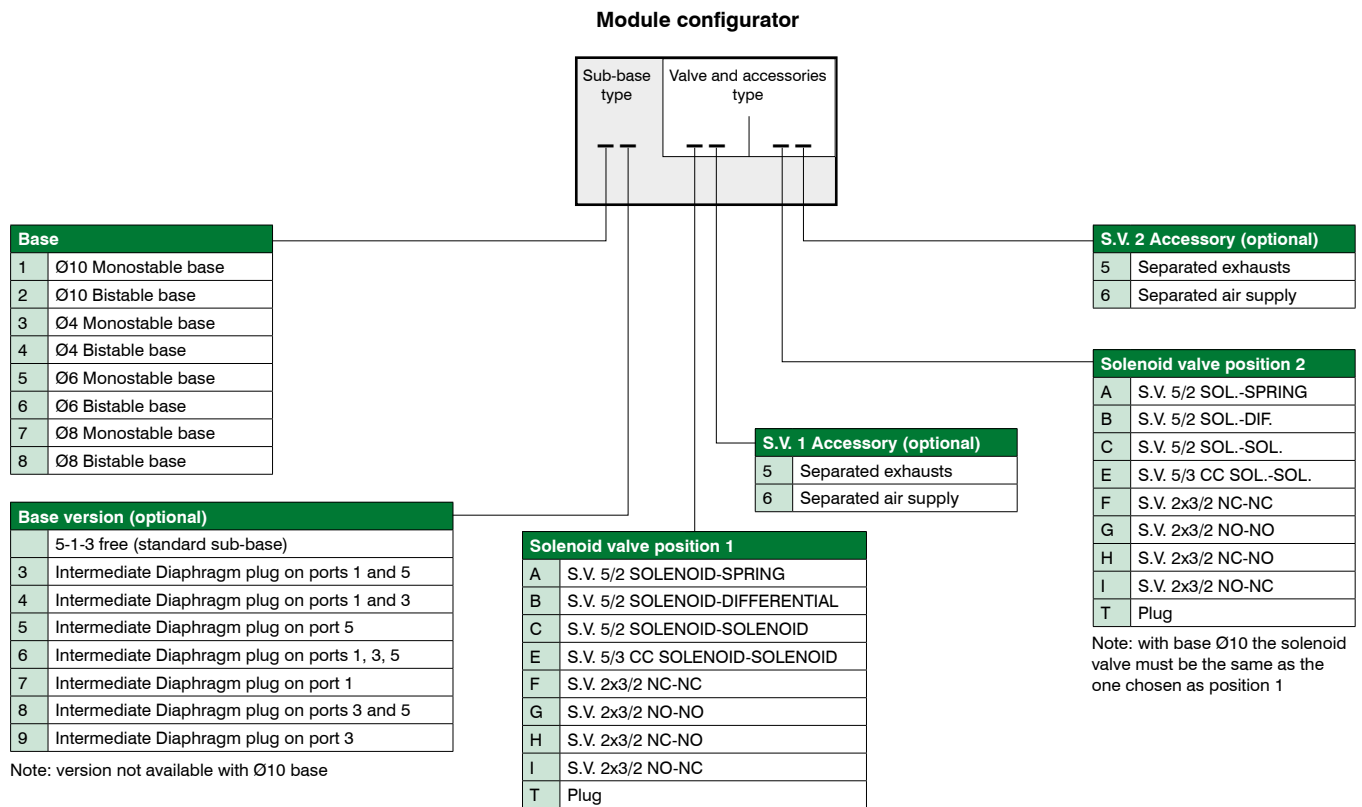 Module configurator
Sub-base
type
Valve and accessories
type
Base
1 Ø10 Monostable base
2 Ø10 Bistable base
3 Ø4 Monostable base
4 Ø4 Bistable base
5 Ø6 Monostable base
6 Ø6 Bistable base
7 Ø8 Monostable base
8 Ø8 Bistable base
Base version (optional)
5-1-3 free (standard sub-base)
3 Intermediate Diaphragm plug on ports 1 and 5
4 Intermediate Diaphragm plug on ports 1 and 3
5 Intermediate Diaphragm plug on port 5
6 Intermediate Diaphragm plug on ports 1, 3, 5
7 Intermediate Diaphragm plug on port 1
8 Intermediate Diaphragm plug on ports 3 and 5
9 Intermediate Diaphragm plug on port 3
Note: version not available with Ø10 base
Solenoid valve position 1
A S.V. 5/2 SOLENOID-SPRING
B S.V. 5/2 SOLENOID-DIFFERENTIAL
C S.V. 5/2 SOLENOID-SOLENOID
E S.V. 5/3 CC SOLENOID-SOLENOID
F S.V. 2x3/2 NC-NC
G S.V. 2x3/2 NO-NO
H S.V. 2x3/2 NC-NO
I S.V. 2x3/2 NO-NC
T Plug
S.V. 1 Accessory (optional)
5 Separated exhausts
6 Separated air supply
S.V. 2 Accessory (optional)
5 Separated exhausts
6 Separated air supply
Solenoid valve position 2
A S.V. 5/2 SOL.-SPRING
B S.V. 5/2 SOL.-DIF.
C S.V. 5/2 SOL.-SOL.
E S.V. 5/3 CC SOL.-SOL.
F S.V. 2x3/2 NC-NC
G S.V. 2x3/2 NO-NO
H S.V. 2x3/2 NC-NO
I S.V. 2x3/2 NO-NC
T Plug
Note: with base Ø10 the solenoid
valve must be the same as the
one chosen as position 1